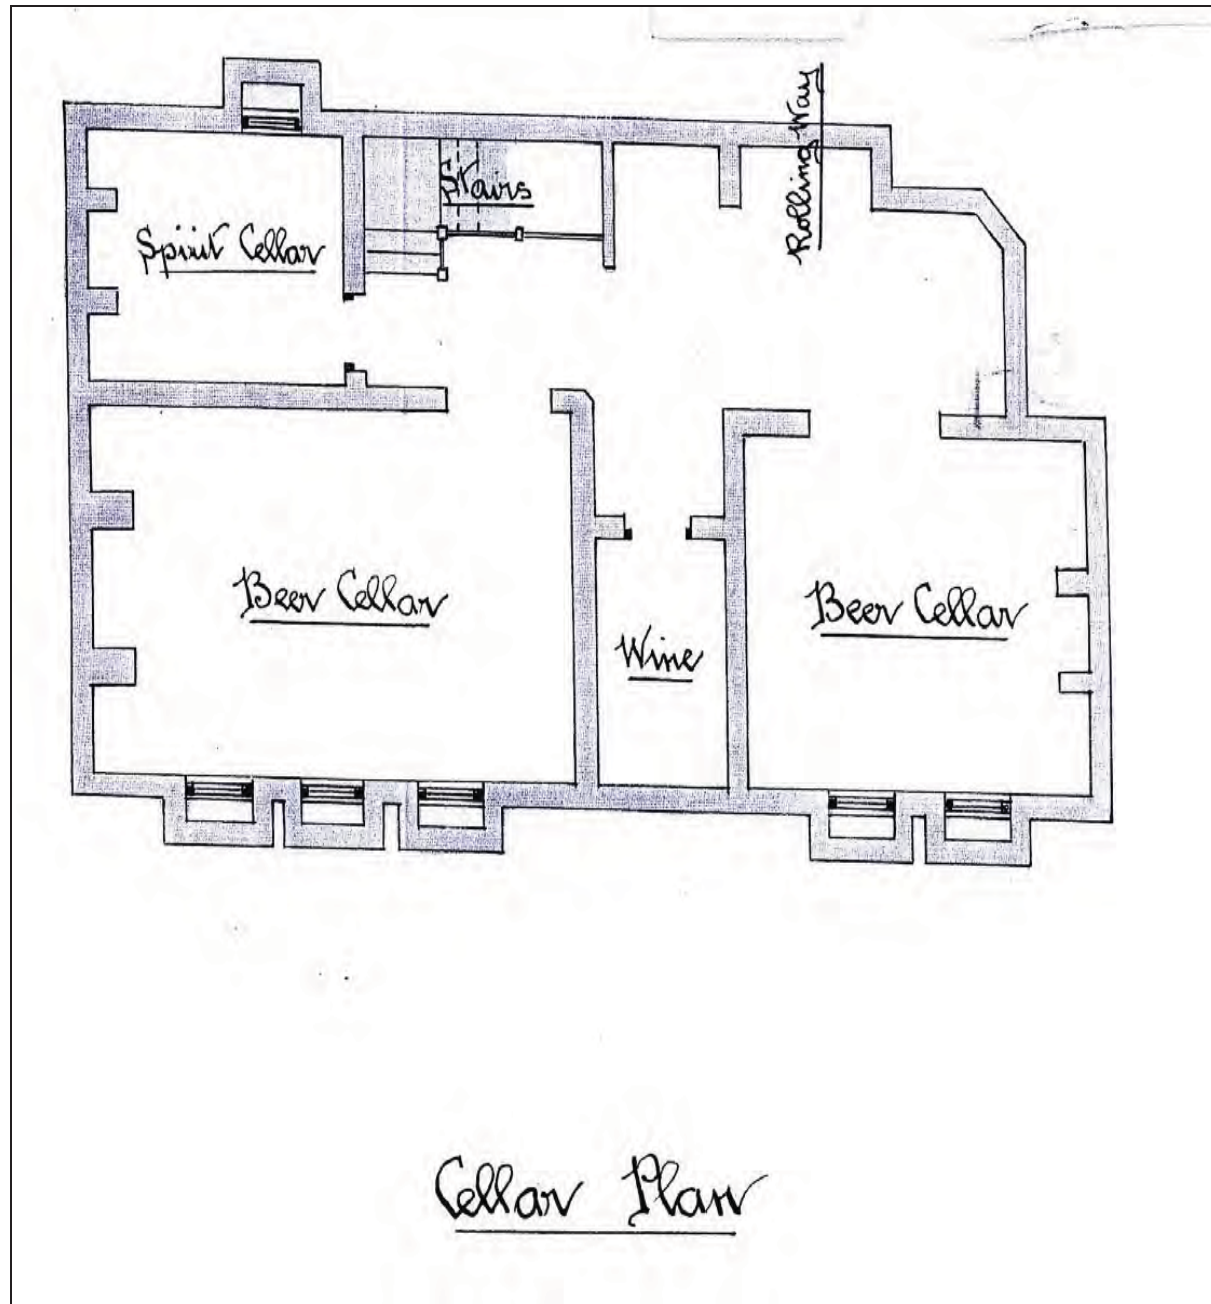 Rolling Way
Stairs
Spirit Cellar
Beer Cellar
Beer Cellar
Wine
Cellar Plan